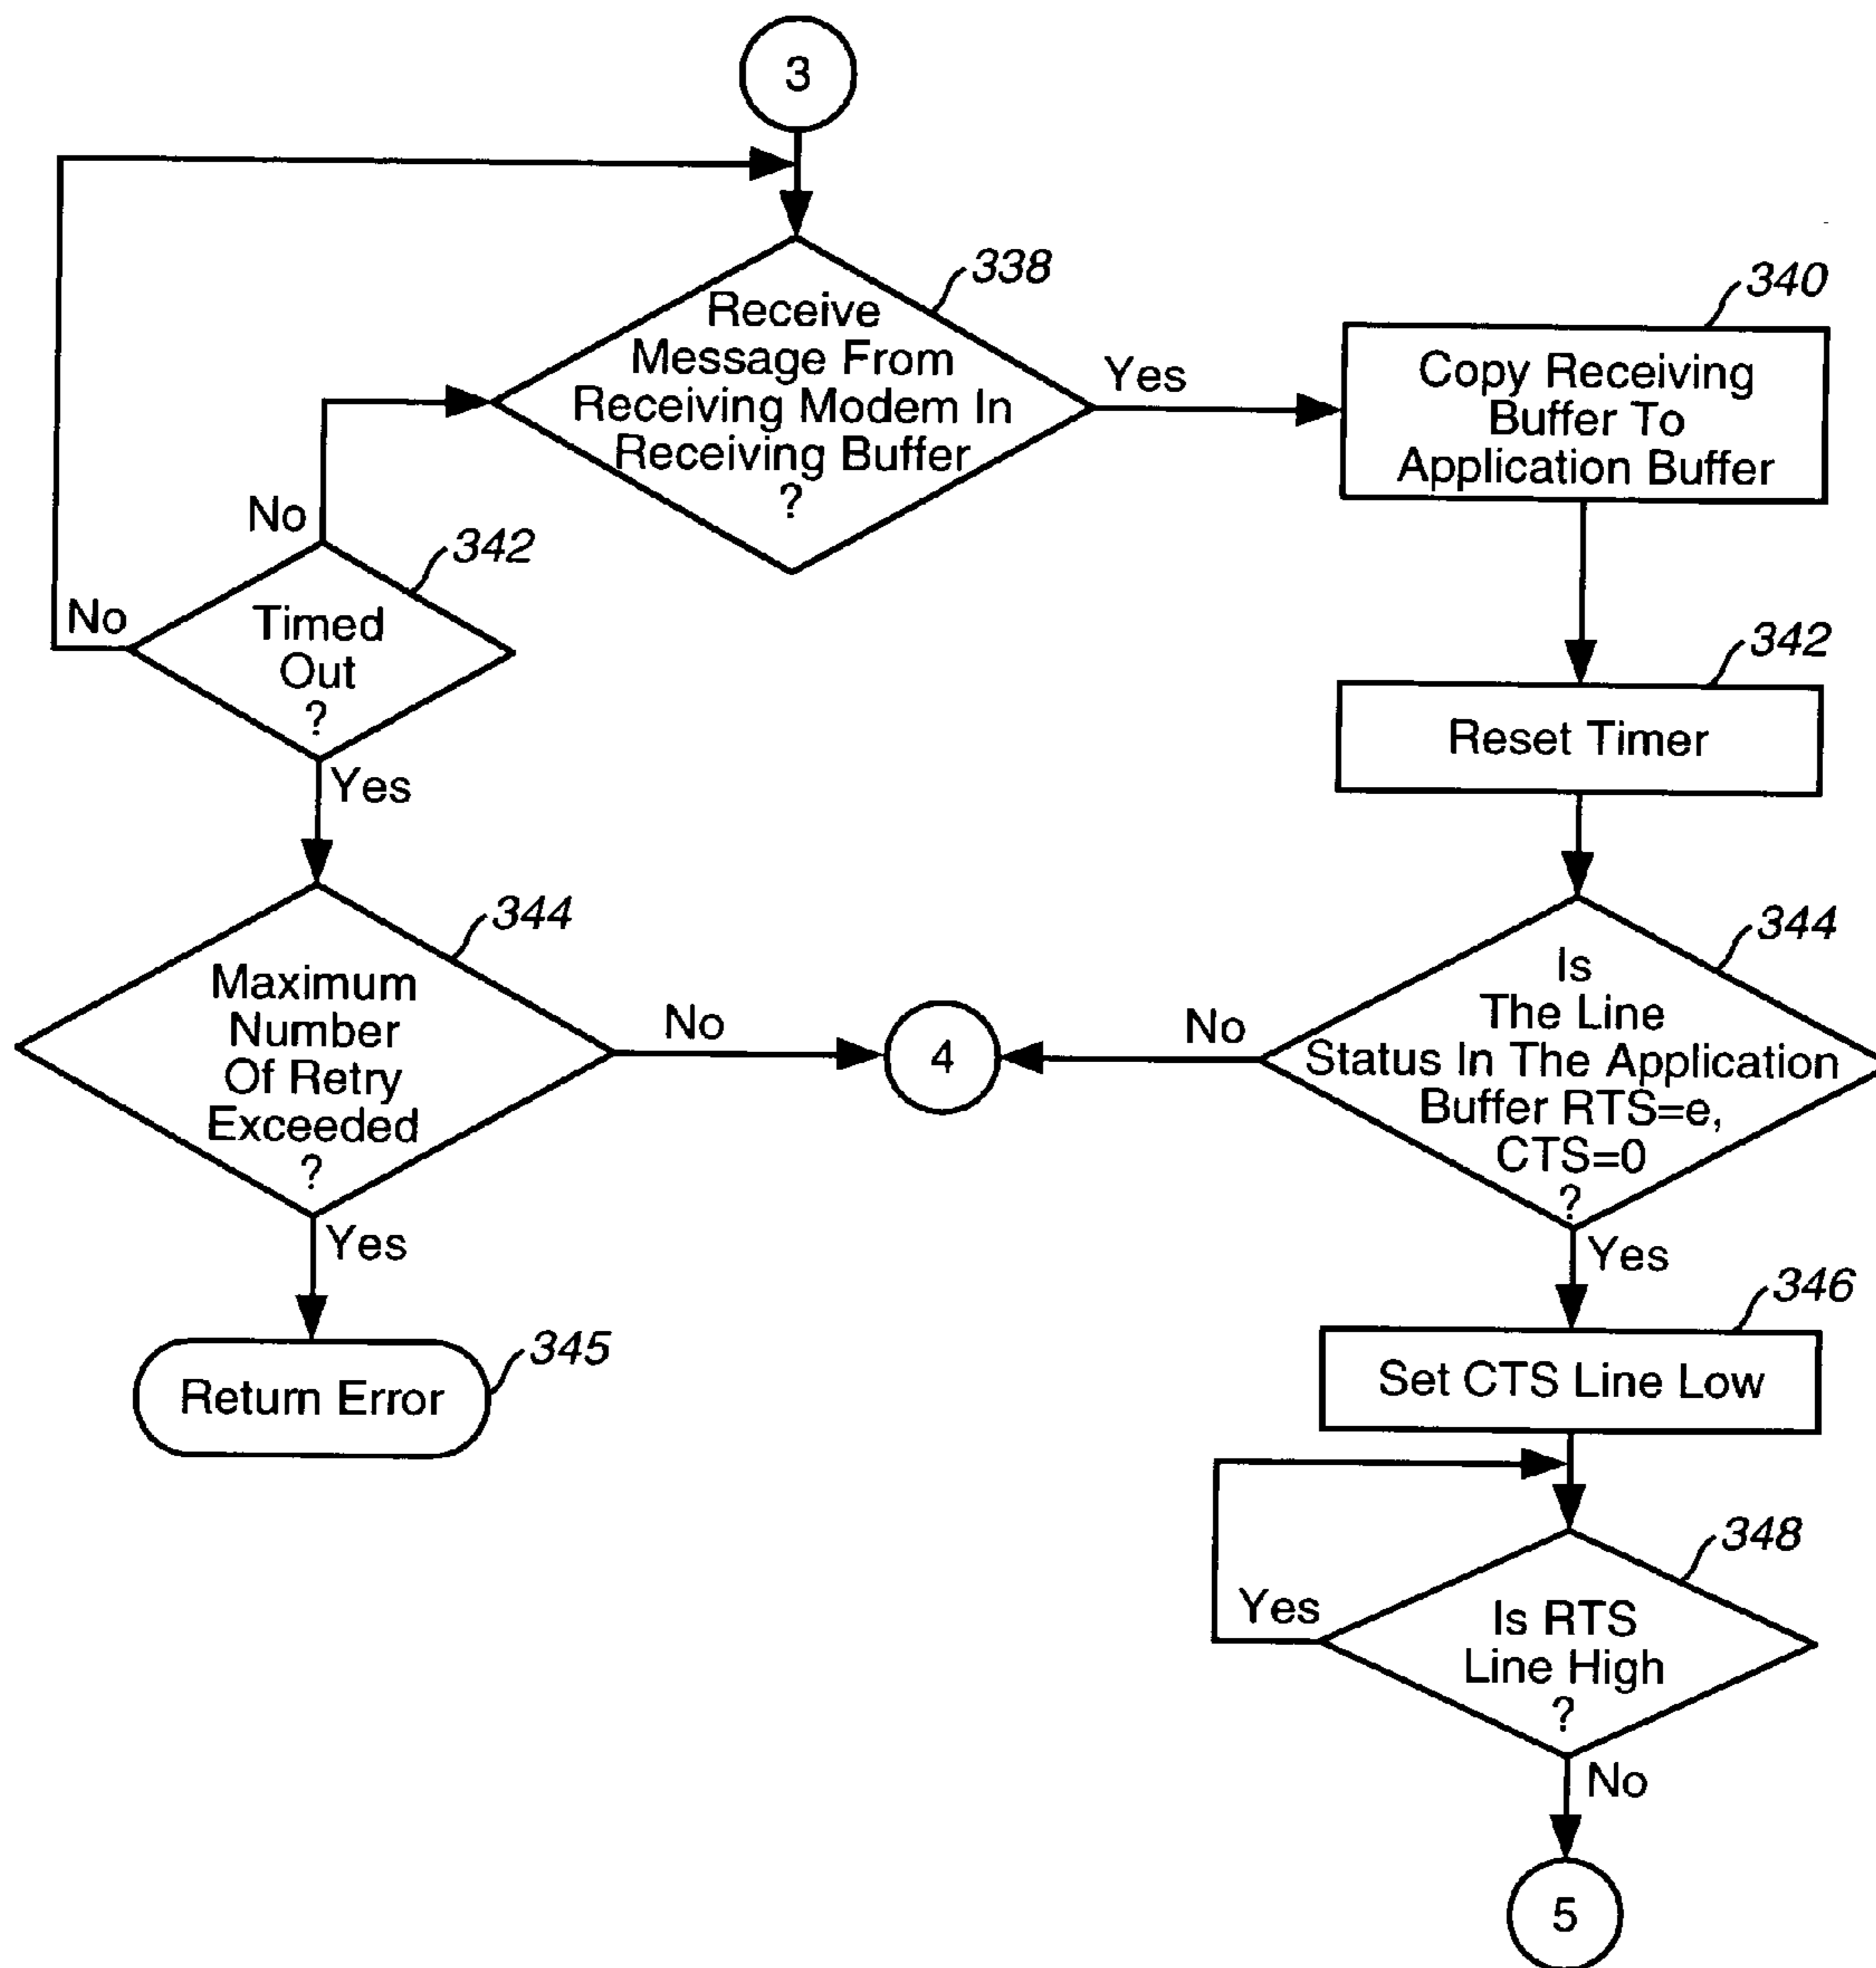 3
338
Receive
Message From
Receiving Modem In
Receiving Buffer
?
Yes
340
Copy Receiving
Buffer To
Application Buffer
No
342
No
Timed
Out
?
Yes
342
Reset Timer
344
Maximum
Number
Of Retry
Exceeded
?
No
4
No
344
Is
The Line
Status In The Application
Buffer RTS=e,
CTS=0
?
Yes
Yes
345
Return Error
346
Set CTS Line Low
348
Yes
Is RTS
Line High
?
No
5